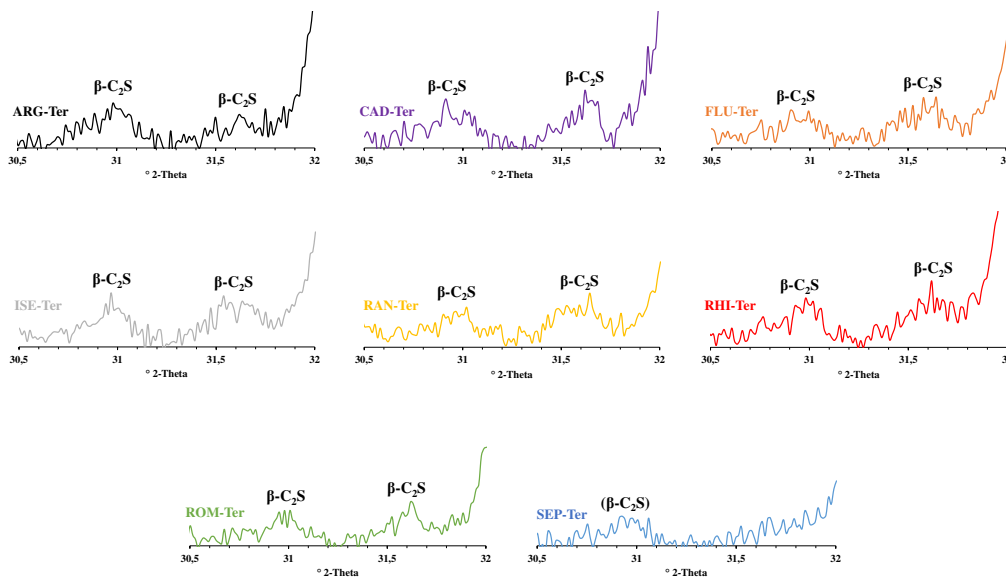 β-C₂S β-C₂S
ARG-Ter
30,5 31 31,5 32
° 2-Theta
β-C₂S β-C₂S
CAD-Ter
30,5 31 31,5 32
° 2-Theta
β-C₂S β-C₂S
FLU-Ter
30,5 31 31,5 32
° 2-Theta
β-C₂S β-C₂S
ISE-Ter
30,5 31 31,5 32
° 2-Theta
β-C₂S β-C₂S
RAN-Ter
30,5 31 31,5 32
° 2-Theta
β-C₂S β-C₂S
RHI-Ter
30,5 31 31,5
° 2-Theta
β-C₂S β-C₂S
ROM-Ter
30,5 31 31,5 32
° 2-Theta
(β-C₂S)
SEP-Ter
30,5 31 31,5 32
° 2-Theta